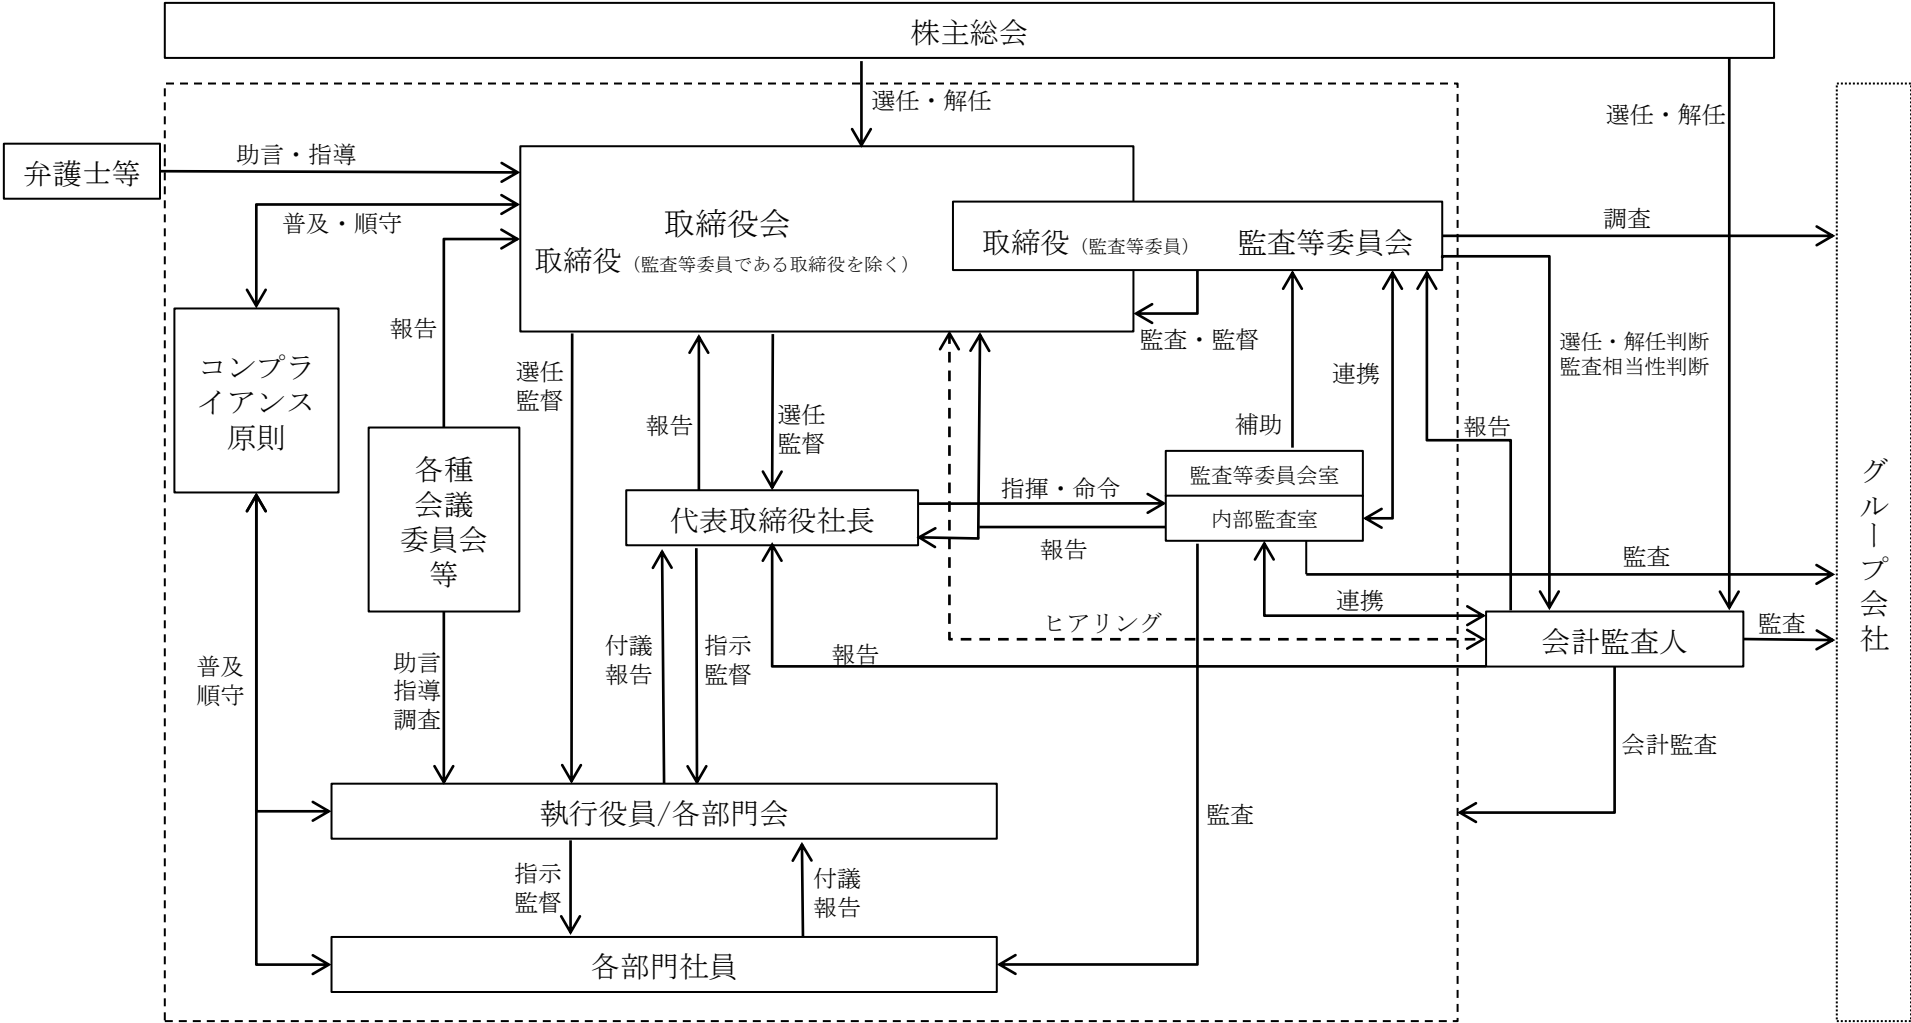 株主総会
選任・解任
選任・解任
弁護士等
助言・指導
普及・順守
取締役会
取締役（監査等委員である取締役を除く）
取締役（監査等委員）
監査等委員会
調査
報告
監査・監督
選任・解任判断
監査相当性判断
コンプラ
イアンス
原則
選任
監督
報告
選任
監督
連携
補助
報告
各種
会議
委員会
等
監査等委員会室
内部監査室
指揮・命令
代表取締役社長
報告
監査
グループ会社
連携
ヒアリング
会計監査人
監査
報告
付議
報告
指示
監督
普及
順守
助言
指導
調査
会計監査
執行役員/各部門会
監査
指示
監督
付議
報告
各部門社員